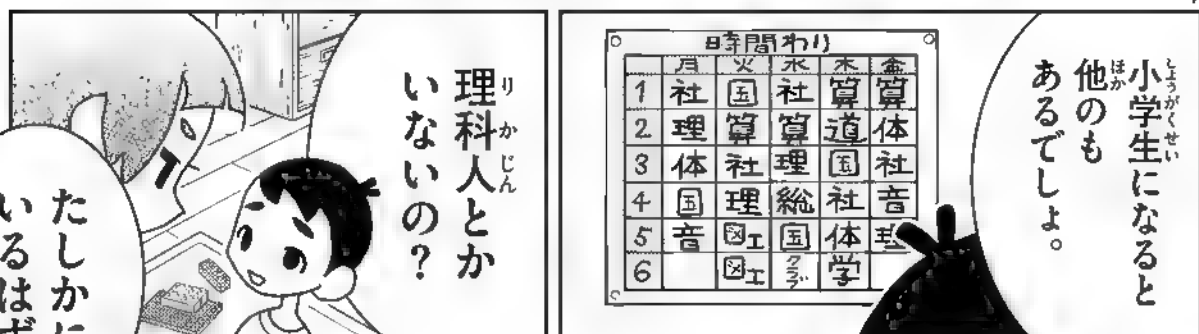 小学生になると
他のも
あるでしょ。
時間わり
月 火 水 木 金
1 社 国 社 算 算
2 理 算 算 道 体
3 体 社 理 国 社
4 国 理 総 社 音
5 音 図工 国 体 理
6 図工 クラブ 学
理科人とか
いないの?
たしかに
いるはず